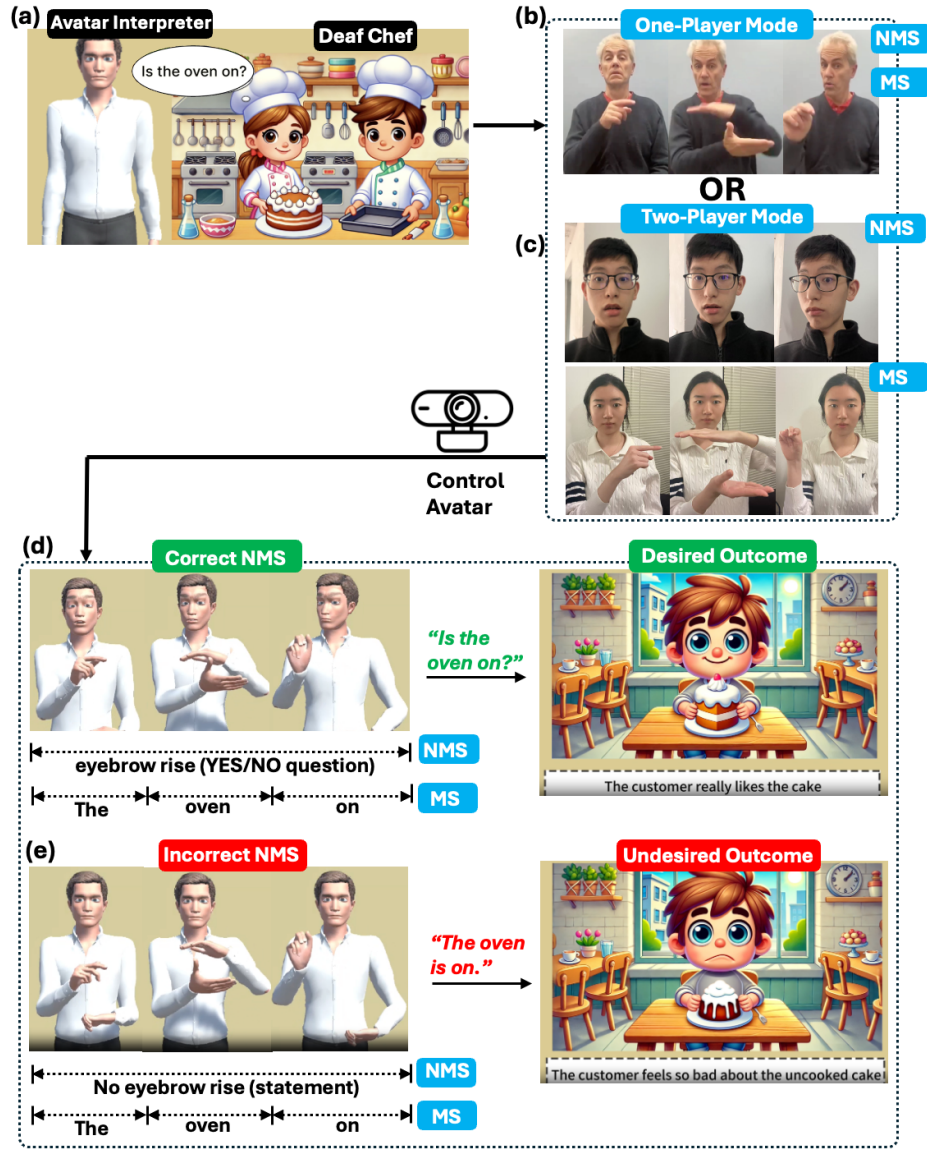 (a)
Avatar Interpreter
Deaf Chef
Is the oven on?
(b)
One-Player Mode
NMS
MS
OR
Two-Player Mode
(c)
NMS
MS
Control
Avatar
(d)
Correct NMS
Desired Outcome
“Is the
oven on?”
NMS
eyebrow rise (YES/NO question)
The
oven
on
MS
The customer really likes the cake
(e)
Incorrect NMS
Undesired Outcome
“The oven
is on.”
NMS
No eyebrow rise (statement)
The
oven
on
MS
The customer feels so bad about the uncooked cake